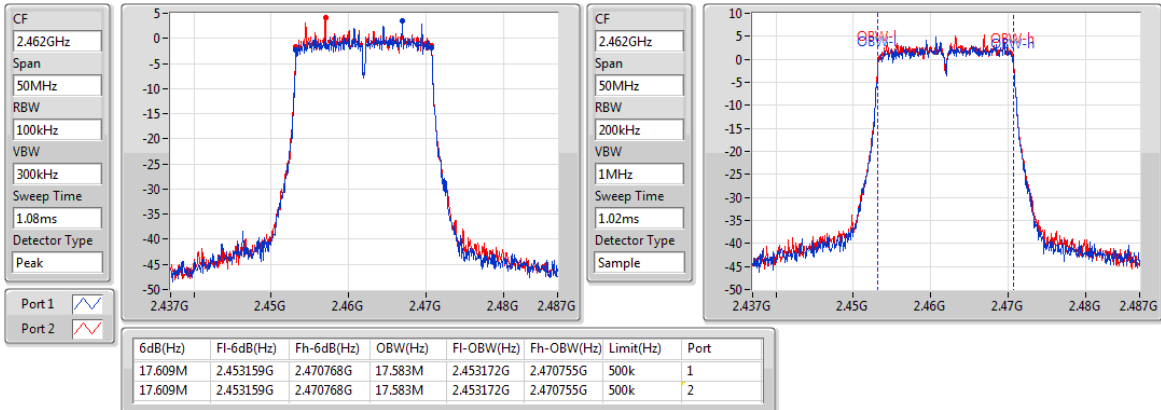 CF
2.462GHz
Span
50MHz
RBW
100kHz
VBW
300kHz
Sweep Time
1.08ms
Detector Type
Peak
Port 1
Port 2
5
0
-5
-10
-15
-20
-25
-30
-35
-40
-45
-50
2.437G 2.45G 2.46G 2.47G 2.48G 2.487G
CF
2.462GHz
Span
50MHz
RBW
200kHz
VBW
1MHz
Sweep Time
1.02ms
Detector Type
Sample
10
5
0
-5
-10
-15
-20
-25
-30
-35
-40
-45
-50
OBW-l OBW-h
OBW-l OBW-h
2.437G 2.45G 2.46G 2.47G 2.48G 2.487G
6dB(Hz) Fl-6dB(Hz) Fh-6dB(Hz) OBW(Hz) Fl-OBW(Hz) Fh-OBW(Hz) Limit(Hz) Port
17.609M 2.453159G 2.470768G 17.583M 2.453172G 2.470755G 500k 1
17.609M 2.453159G 2.470768G 17.583M 2.453172G 2.470755G 500k 2